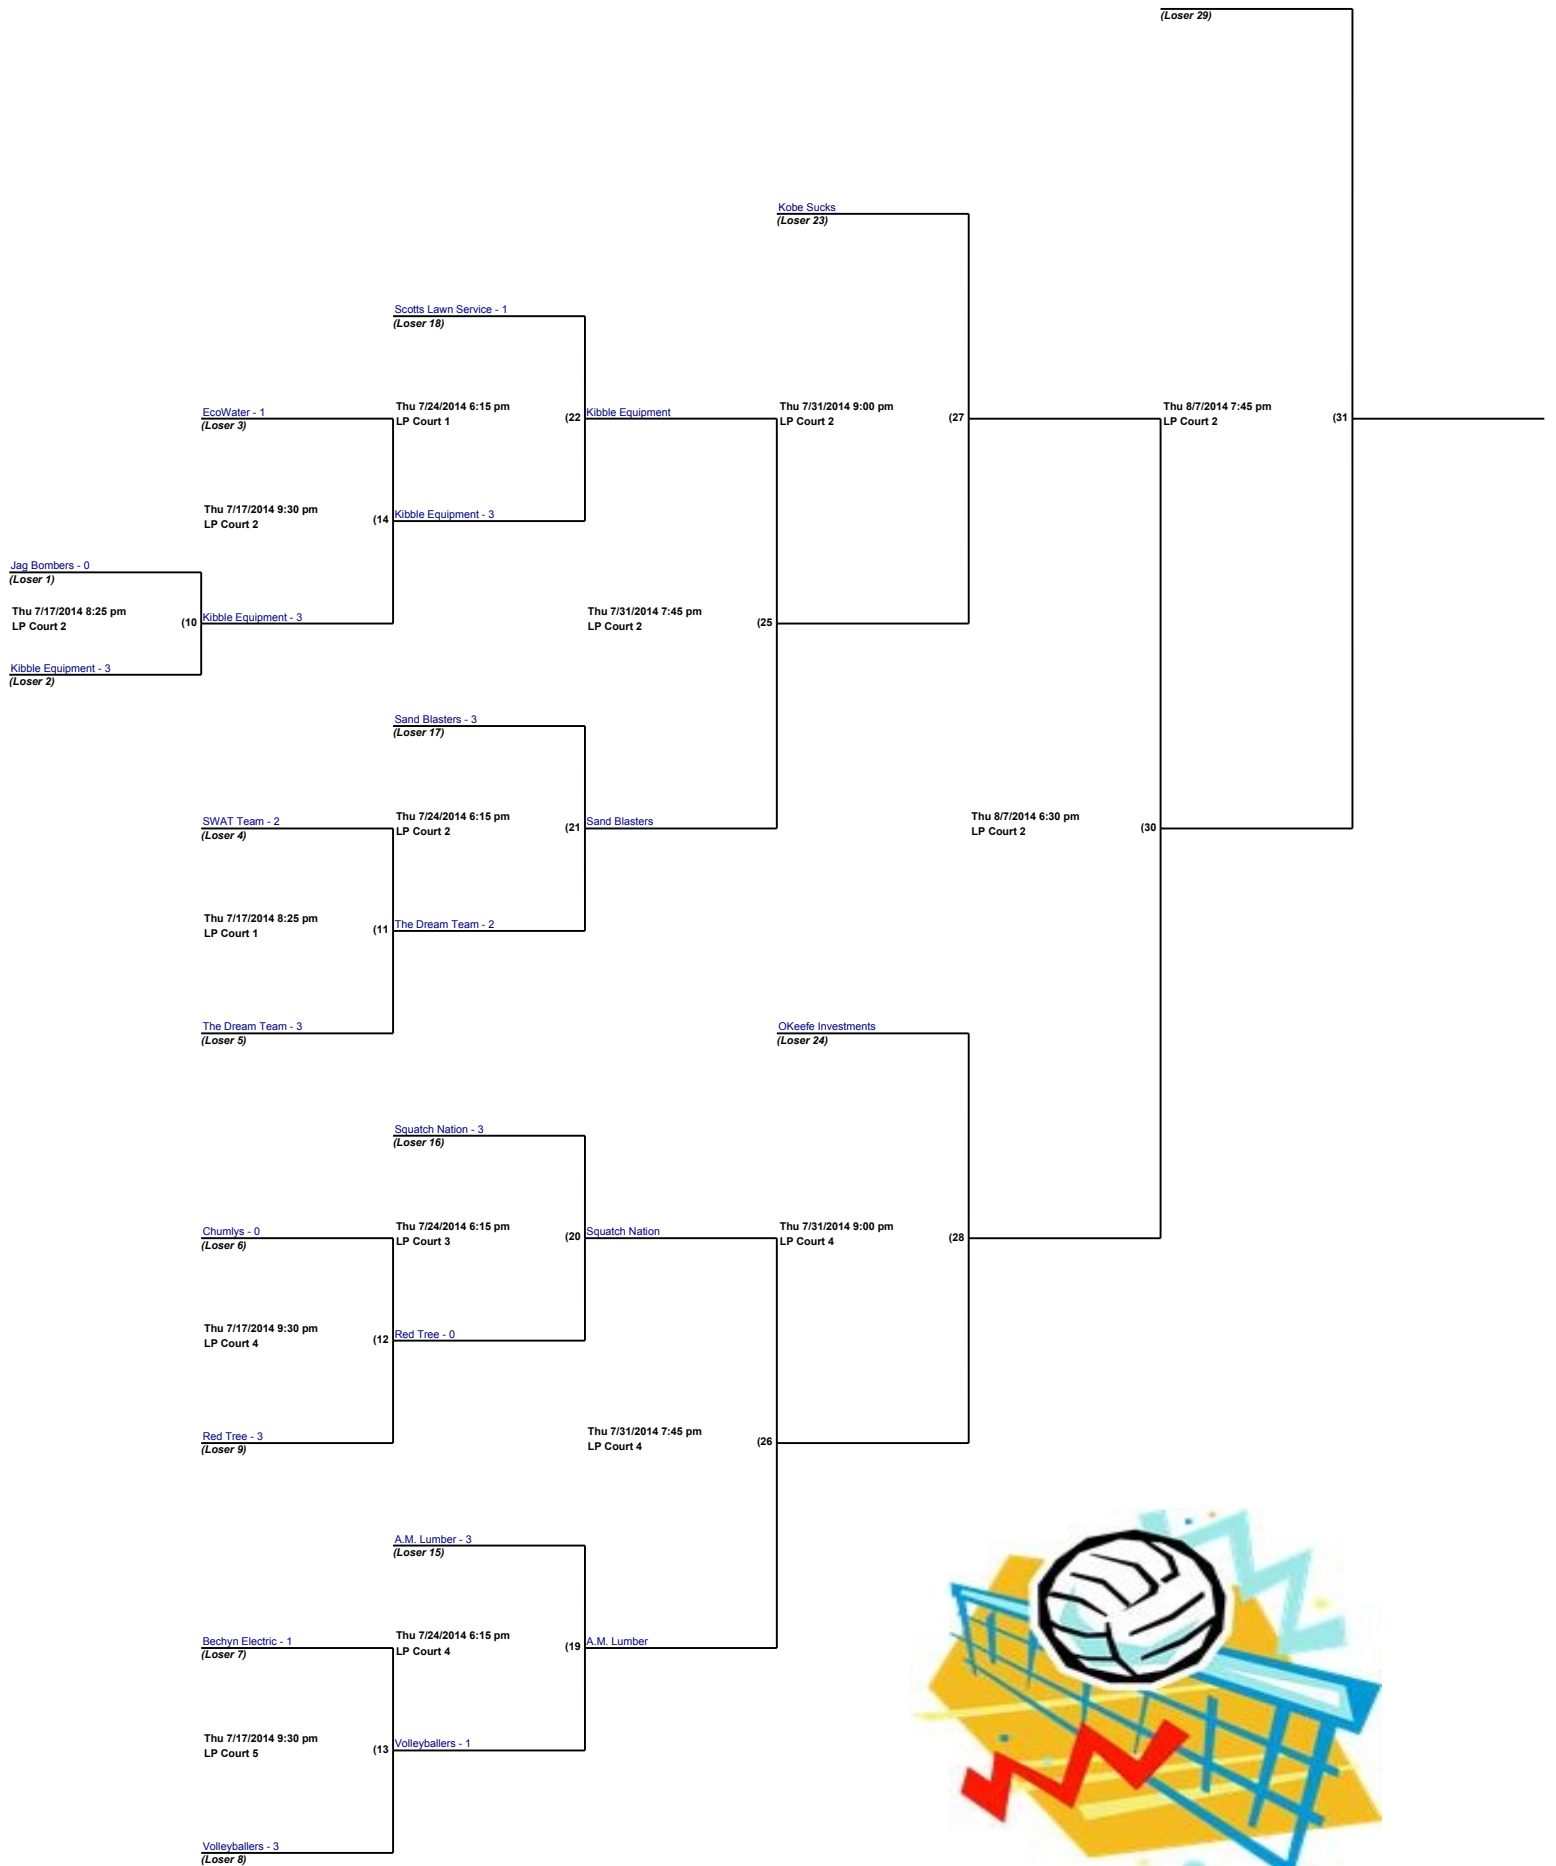 (Loser 29)
Kobe Sucks
(Loser 23)
Scotts Lawn Service - 1
(Loser 18)
EcoWater - 1
(Loser 3)
Thu 7/24/2014 6:15 pm
LP Court 1
(22
Kibble Equipment
Thu 7/31/2014 9:00 pm
LP Court 2
(27
Thu 8/7/2014 7:45 pm
LP Court 2
(31
Thu 7/17/2014 9:30 pm
LP Court 2
(14
Kibble Equipment - 3
Jag Bombers - 0
(Loser 1)
Thu 7/17/2014 8:25 pm
LP Court 2
(10
Kibble Equipment - 3
Thu 7/31/2014 7:45 pm
LP Court 2
(25
Kibble Equipment - 3
(Loser 2)
Sand Blasters - 3
(Loser 17)
SWAT Team - 2
(Loser 4)
Thu 7/24/2014 6:15 pm
LP Court 2
(21
Sand Blasters
Thu 8/7/2014 6:30 pm
LP Court 2
(30
Thu 7/17/2014 8:25 pm
LP Court 1
(11
The Dream Team - 2
The Dream Team - 3
(Loser 5)
OKeefe Investments
(Loser 24)
Squatch Nation - 3
(Loser 16)
Chumlys - 0
(Loser 6)
Thu 7/24/2014 6:15 pm
LP Court 3
(20
Squatch Nation
Thu 7/31/2014 9:00 pm
LP Court 4
(28
Thu 7/17/2014 9:30 pm
LP Court 4
(12
Red Tree - 0
Red Tree - 3
(Loser 9)
Thu 7/31/2014 7:45 pm
LP Court 4
(26
A.M. Lumber - 3
(Loser 15)
Bechyn Electric - 1
(Loser 7)
Thu 7/24/2014 6:15 pm
LP Court 4
(19
A.M. Lumber
Thu 7/17/2014 9:30 pm
LP Court 5
(13
Volleyballers - 1
Volleyballers - 3
(Loser 8)